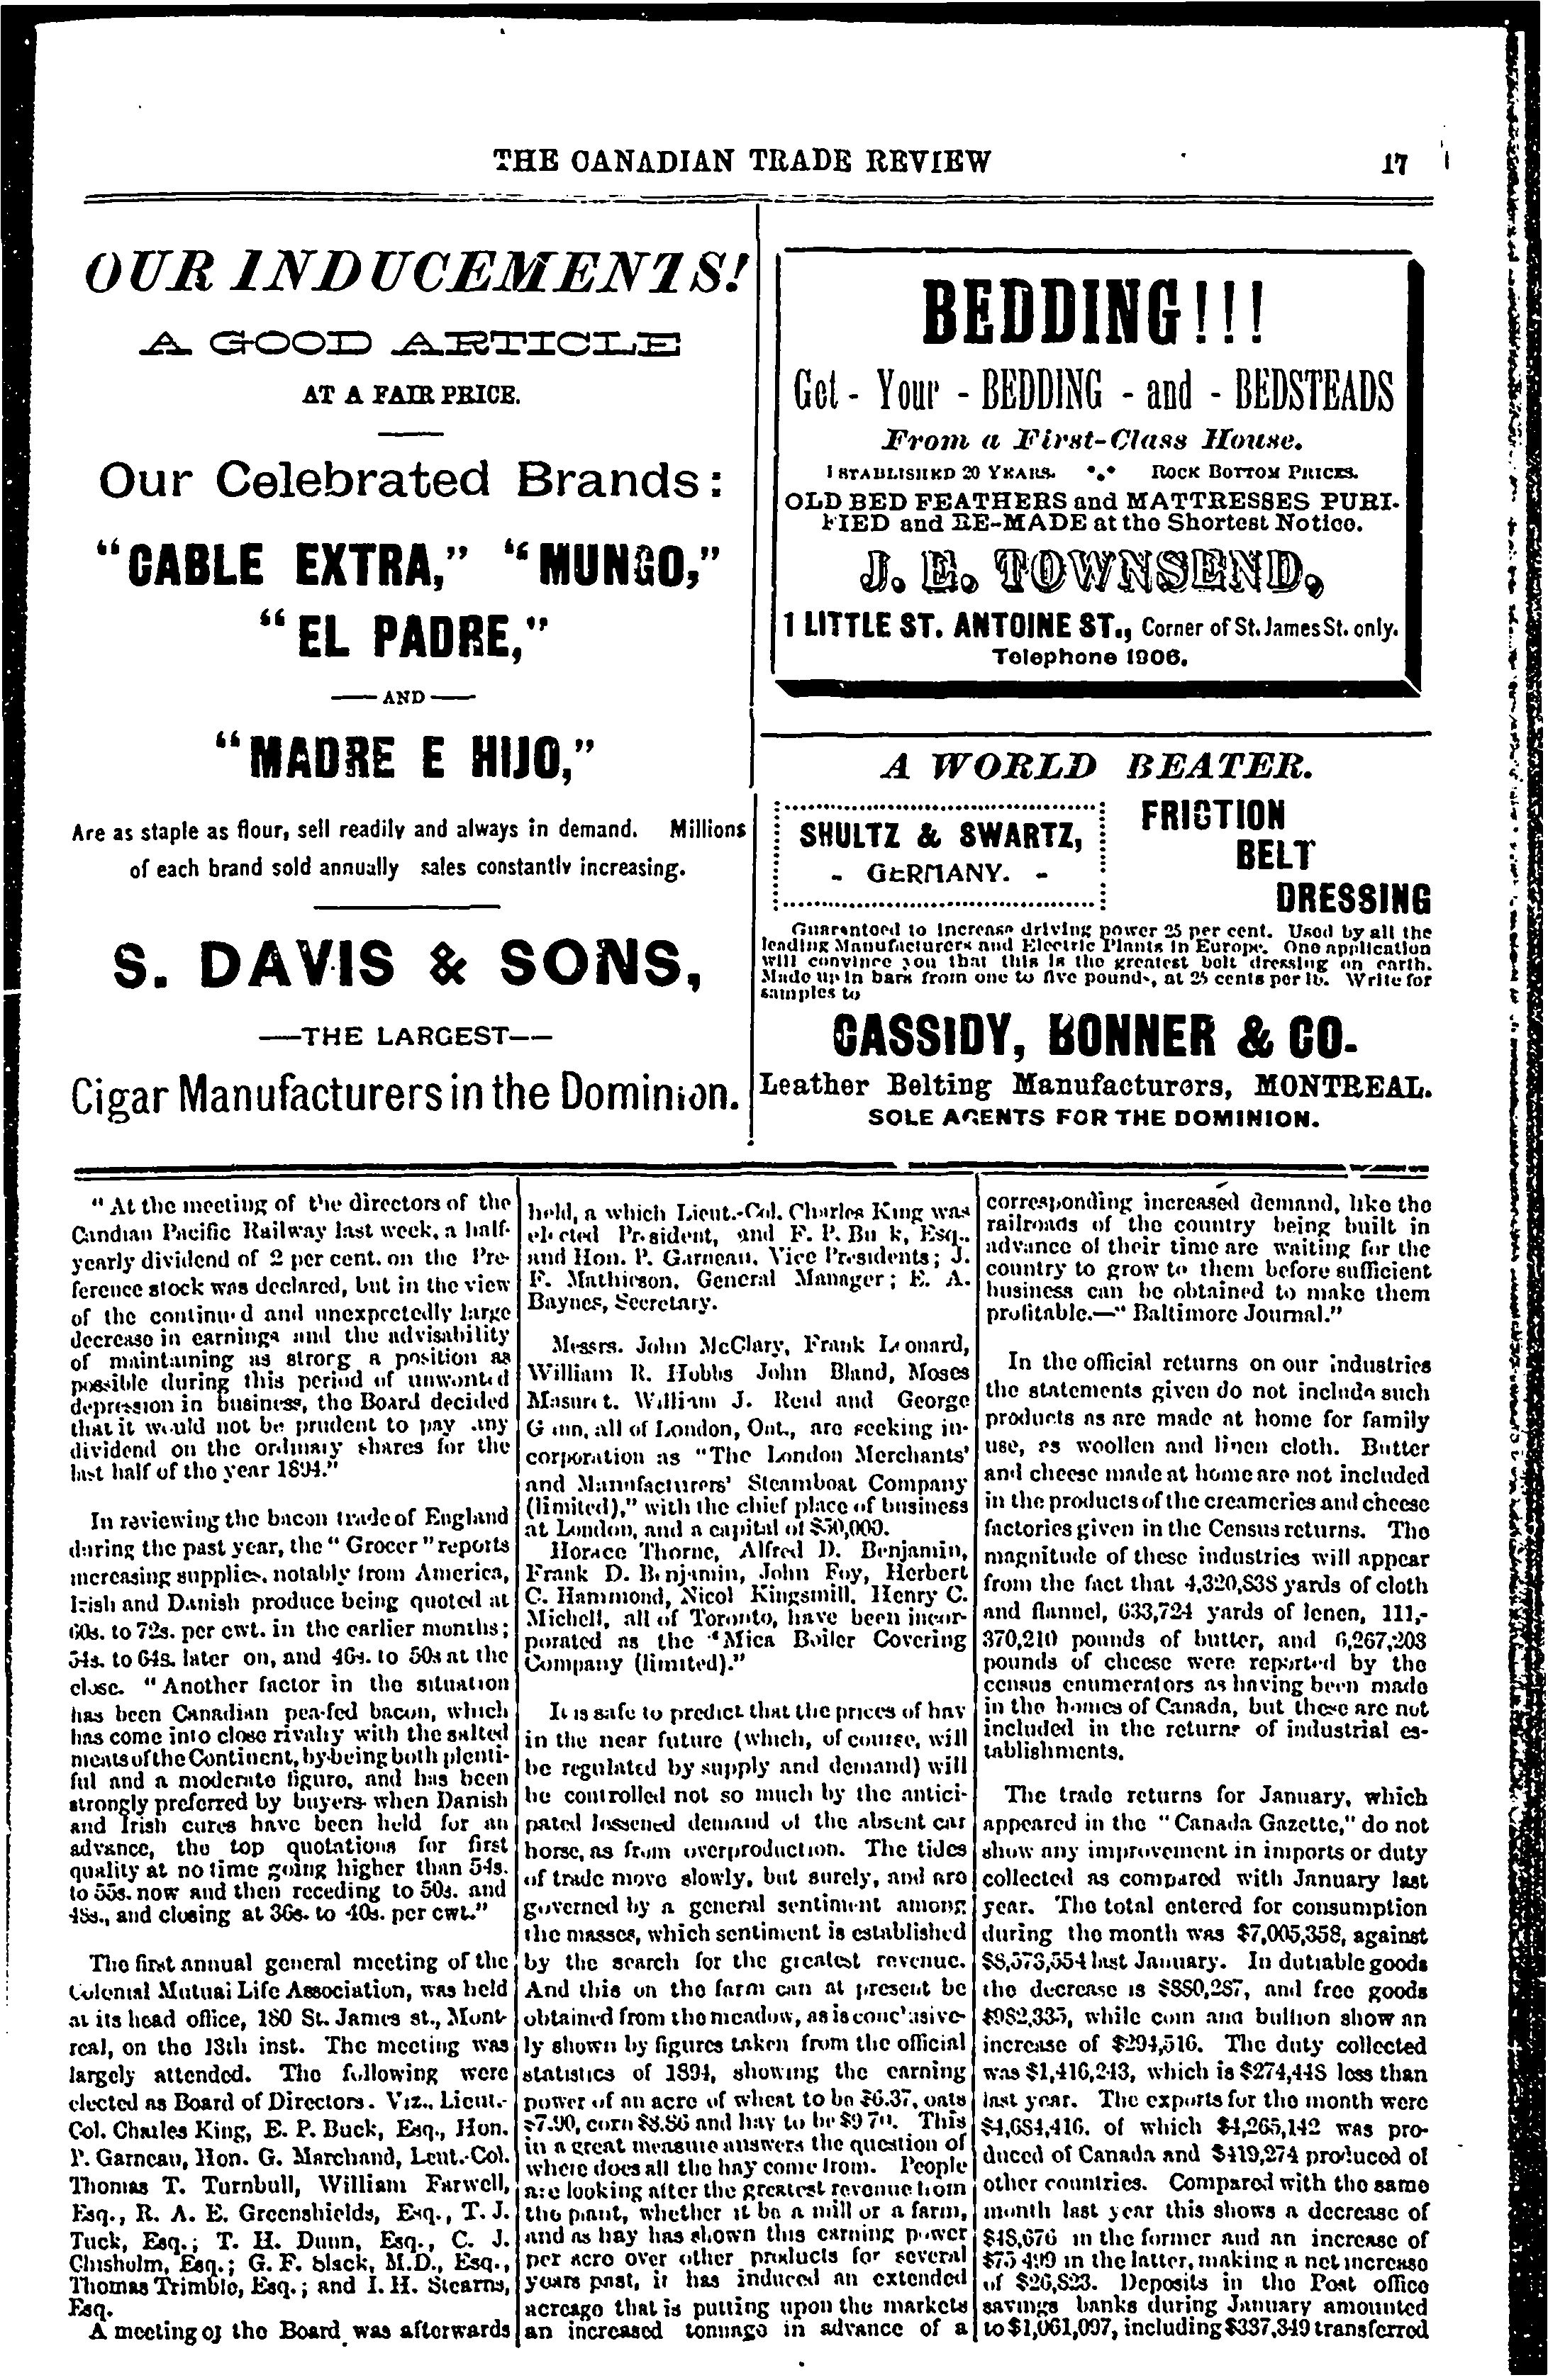 THE CANADIAN TRADE REVIEW
17
OUR INDUCEMENTS!
A GOOD ARTICLE
AT A FAIR PRICE.
Our Celebrated Brands:
"CABLE EXTRA," "MUNGO,"
"EL PADRE,"
—AND—
"MADRE E HIJO,"
Are as staple as flour, sell readily and always in demand. Millions
of each brand sold annually sales constantly increasing.
S. DAVIS & SONS,
—THE LARGEST—
Cigar Manufacturers in the Dominion.
BEDDING!!!
Get - Your - BEDDING - and - BEDSTEADS
From a First-Class House.
ESTABLISHED 20 YEARS. ROCK BOTTOM PRICES.
OLD BED FEATHERS and MATTRESSES PURI-
FIED and RE-MADE at the Shortest Notice.
J. E. TOWNSEND,
1 LITTLE ST. ANTOINE ST., Corner of St. James St. only.
Telephone 1906.
A WORLD BEATER.
SHULTZ & SWARTZ,
- GERMANY. -
FRICTION
BELT
DRESSING
Guaranteed to increase driving power 25 per cent. Used by all the
leading Manufacturers and Electric Plants in Europe. One application
will convince you that this is the greatest belt dressing on earth.
Made up in bars from one to five pounds, at 25 cents per lb. Write for
samples to
CASSIDY, BONNER & CO.
Leather Belting Manufacturers, MONTREAL.
SOLE AGENTS FOR THE DOMINION.
"At the meeting of the directors of the
Candian Pacific Railway last week, a half-
yearly dividend of 2 per cent. on the Pre-
ference stock was declared, but in the view
of the continued and unexpectedly large
decrease in earnings and the advisability
of maintaining as strorg a position as
possible during this period of unwonted
depression in business, the Board decided
that it would not be prudent to pay any
dividend on the ordinary shares for the
last half of the year 1894."
In reviewing the bacon trade of England
during the past year, the "Grocer" reports
increasing supplies, notably from America,
Irish and Danish produce being quoted at
60s. to 72s. per cwt. in the earlier months;
54s. to 64s. later on, and 46s. to 50s at the
close. "Another factor in the situation
has been Canadian pea-fed bacon, which
has come into close rivalry with the salted
meats of the Continent, by being both plenti-
ful and a moderate figure, and has been
strongly preferred by buyers when Danish
and Irish cures have been held for an
advance, the top quotations for first
quality at no time going higher than 54s.
to 55s. now and then receding to 50s. and
48s., and closing at 36s. to 40s. per cwt."
The first annual general meeting of the
Colonial Mutual Life Association, was held
at its head office, 180 St. James st., Mont-
real, on the 13th inst. The meeting was
largely attended. The following were
elected as Board of Directors. Viz., Lieut.-
Col. Charles King, E. P. Buck, Esq., Hon.
P. Garneau, Hon. G. Marchand, Leut.-Col.
Thomas T. Turnbull, William Farwell,
Esq., R. A. E. Greenshields, Esq., T. J.
Tuck, Esq.; T. H. Dunn, Esq., C. J.
Chisholm, Esq.; G. F. Slack, M.D., Esq.,
Thomas Trimble, Esq.; and I. H. Stearns,
Esq.
A meeting of the Board was afterwards
held, a which Lieut.-Col. Charles King was
elected President, and F. P. Buck, Esq.,
and Hon. P. Garneau, Vice Presidents; J.
F. Mathieson, General Manager; E. A.
Baynes, Secretary.
Messrs. John McClary, Frank Leonard,
William R. Hobbs John Bland, Moses
Masuret. William J. Reid and George
Gunn, all of London, Ont., are seeking in-
corporation as "The London Merchants'
and Manufacturers' Steamboat Company
(limited)," with the chief place of business
at London, and a capital of $50,000.
Horace Thorne, Alfred D. Benjamin,
Frank D. Benjamin, John Foy, Herbert
C. Hammond, Nicol Kingsmill, Henry C.
Michell, all of Toronto, have been incor-
porated as the "Mica Boiler Covering
Company (limited)."
It is safe to predict that the prices of hay
in the near future (which, of course, will
be regulated by supply and demand) will
be controlled not so much by the antici-
pated lessened demand of the absent car
horse, as from overproduction. The tides
of trade move slowly, but surely, and are
governed by a general sentiment among
the masses, which sentiment is established
by the search for the greatest revenue.
And this on the farm can at present be
obtained from the meadow, as is conclusive-
ly shown by figures taken from the official
statistics of 1894, showing the earning
power of an acre of wheat to be $6.37, oats
$7.90, corn $8.86 and hay to be $9 70. This
in a great measure answers the question of
where does all the hay come from. People
are looking after the greatest revenue from
the plant, whether it be a mill or a farm,
and as hay has shown this earning power
per acre over other products for several
years past, it has induced an extended
acreage that is putting upon the markets
an increased tonnage in advance of a
corresponding increased demand, like the
railroads of the country being built in
advance of their time are waiting for the
country to grow to them before sufficient
business can be obtained to make them
profitable.—"Baltimore Journal."
In the official returns on our industries
the statements given do not include such
products as are made at home for family
use, as woollen and linen cloth. Butter
and cheese made at home are not included
in the products of the creameries and cheese
factories given in the Census returns. The
magnitude of these industries will appear
from the fact that 4,320,838 yards of cloth
and flannel, 633,724 yards of lenen, 111,-
370,210 pounds of butter, and 6,267,203
pounds of cheese were reported by the
census enumerators as having been made
in the homes of Canada, but these are not
included in the returns of industrial es-
tablishments.
The trade returns for January, which
appeared in the "Canada Gazette," do not
show any improvement in imports or duty
collected as compared with January last
year. The total entered for consumption
during the month was $7,005,358, against
$8,573,554 last January. In dutiable goods
the decrease is $880,287, and free goods
$982,335, while coin and bullion show an
increase of $294,516. The duty collected
was $1,416,243, which is $274,448 less than
last year. The exports for the month were
$4,684,416. of which $4,265,142 was pro-
duced of Canada and $419,274 produced of
other countries. Compared with the same
month last year this shows a decrease of
$48,676 in the former and an increase of
$75 499 in the latter, making a net increase
of $26,823. Deposits in the Post office
savings banks during January amounted
to $1,061,097, including $337,349 transferred